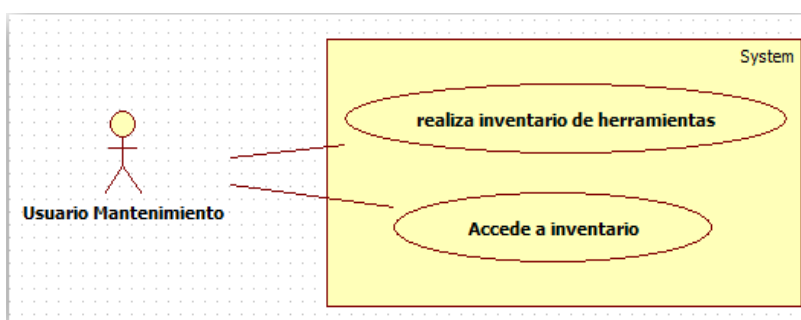 System
realiza inventario de herramientas
Usuario Mantenimiento
Accede a inventario